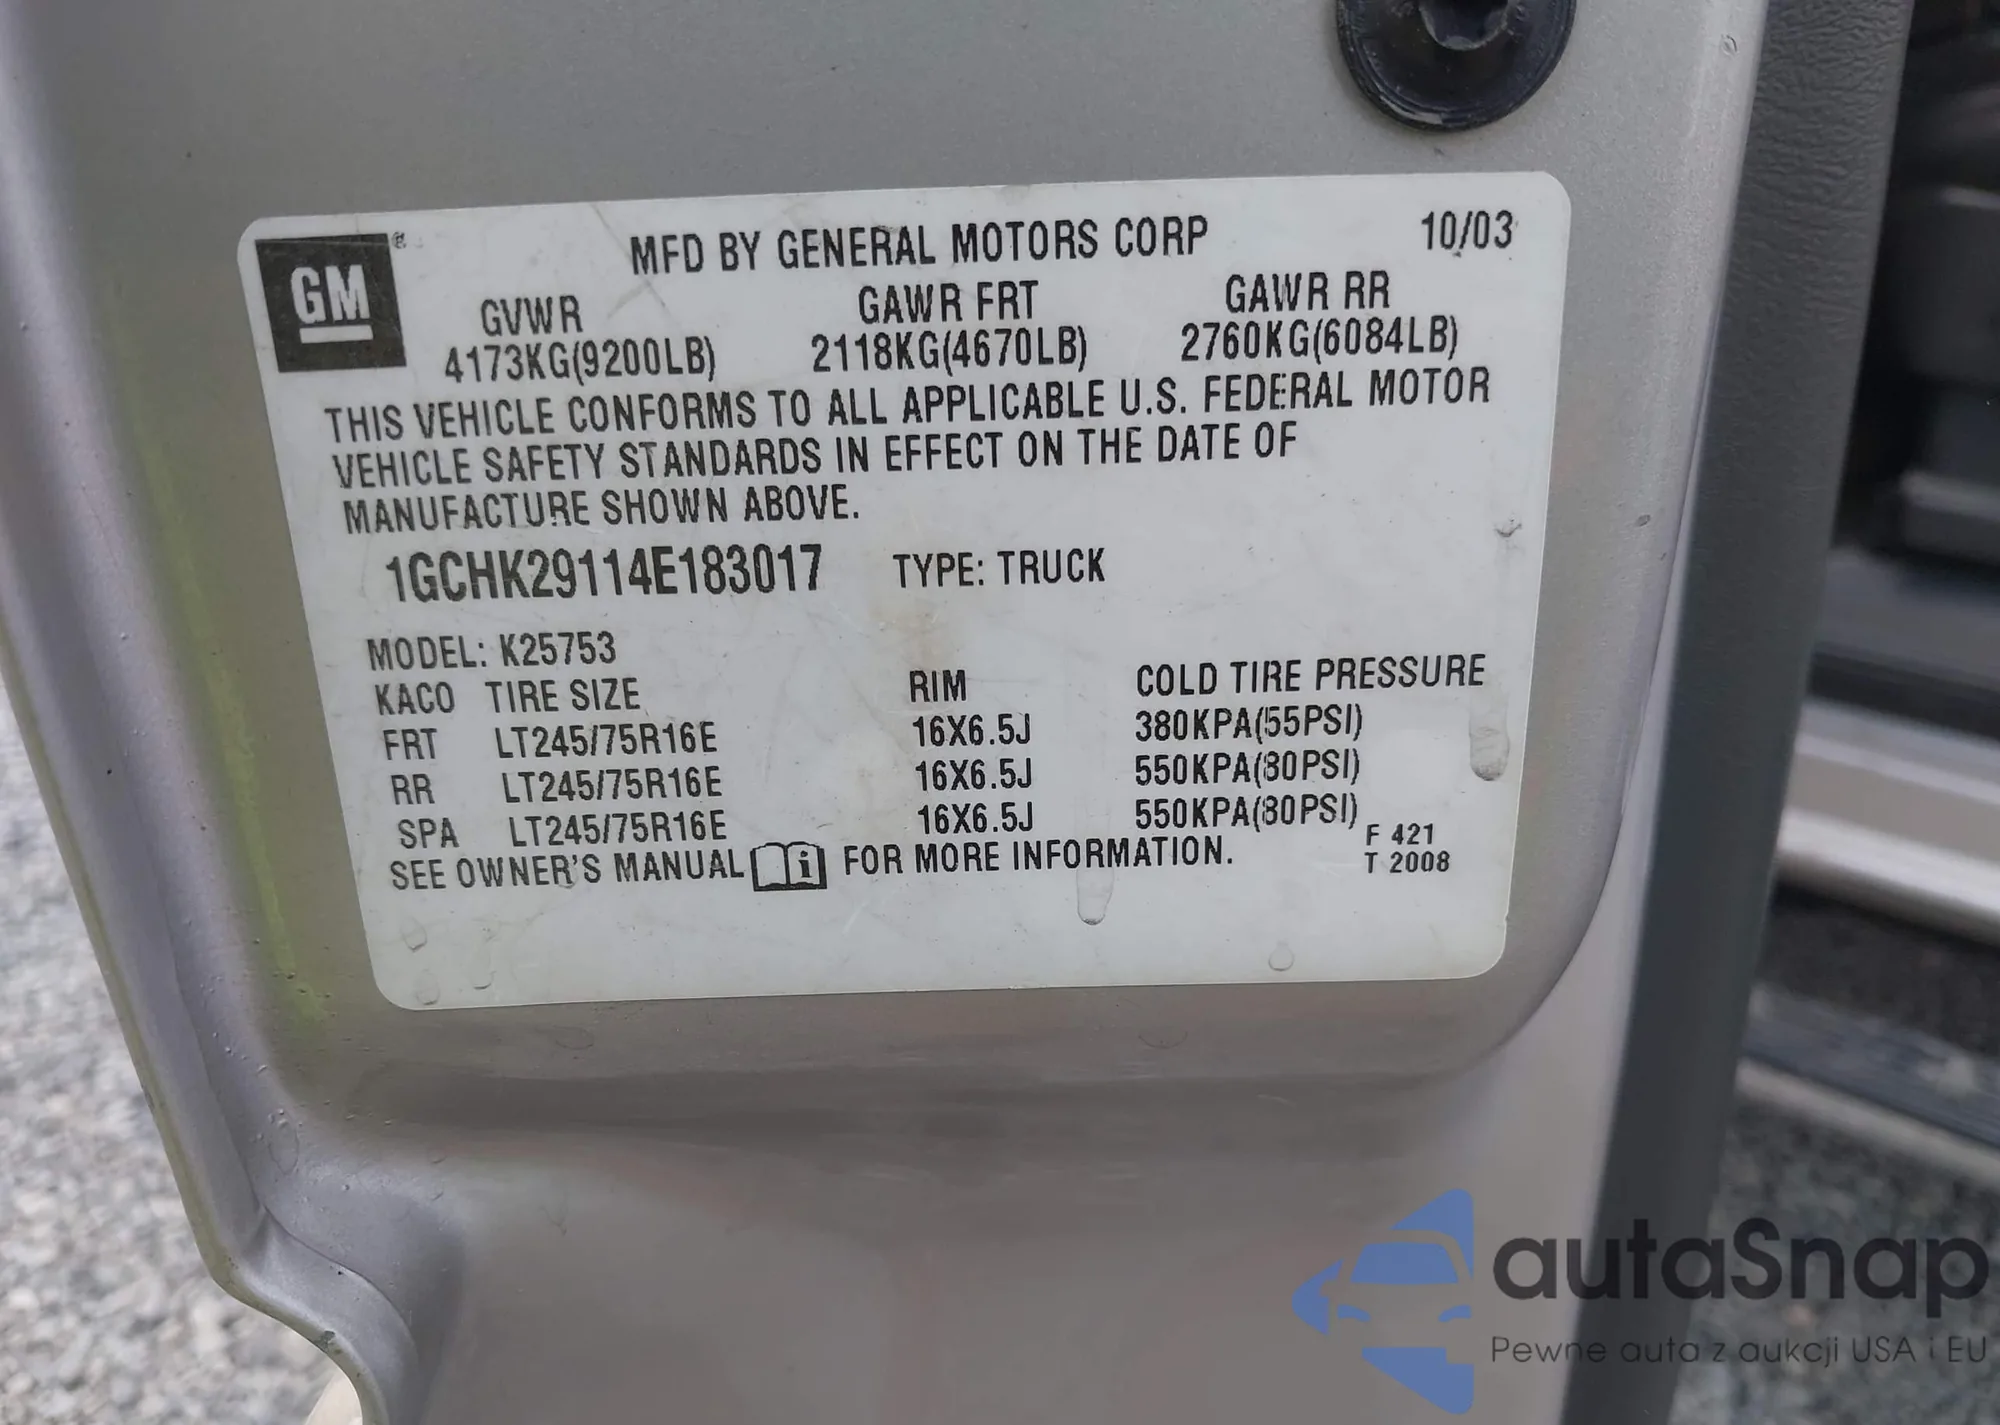 GM ®
MFD BY GENERAL MOTORS CORP 10/03
GVWR GAWR FRT GAWR RR
4173KG(9200LB) 2118KG(4670LB) 2760KG(6084LB)
THIS VEHICLE CONFORMS TO ALL APPLICABLE U.S. FEDERAL MOTOR
VEHICLE SAFETY STANDARDS IN EFFECT ON THE DATE OF
MANUFACTURE SHOWN ABOVE.
1GCHK29114E183017 TYPE: TRUCK
MODEL: K25753
KACO TIRE SIZE RIM COLD TIRE PRESSURE
FRT LT245/75R16E 16X6.5J 380KPA(55PSI)
RR LT245/75R16E 16X6.5J 550KPA(80PSI)
SPA LT245/75R16E 16X6.5J 550KPA(80PSI)
SEE OWNER'S MANUAL i FOR MORE INFORMATION.
F 421
T 2008
autaSnap
Pewne auta z aukcji USA i EU